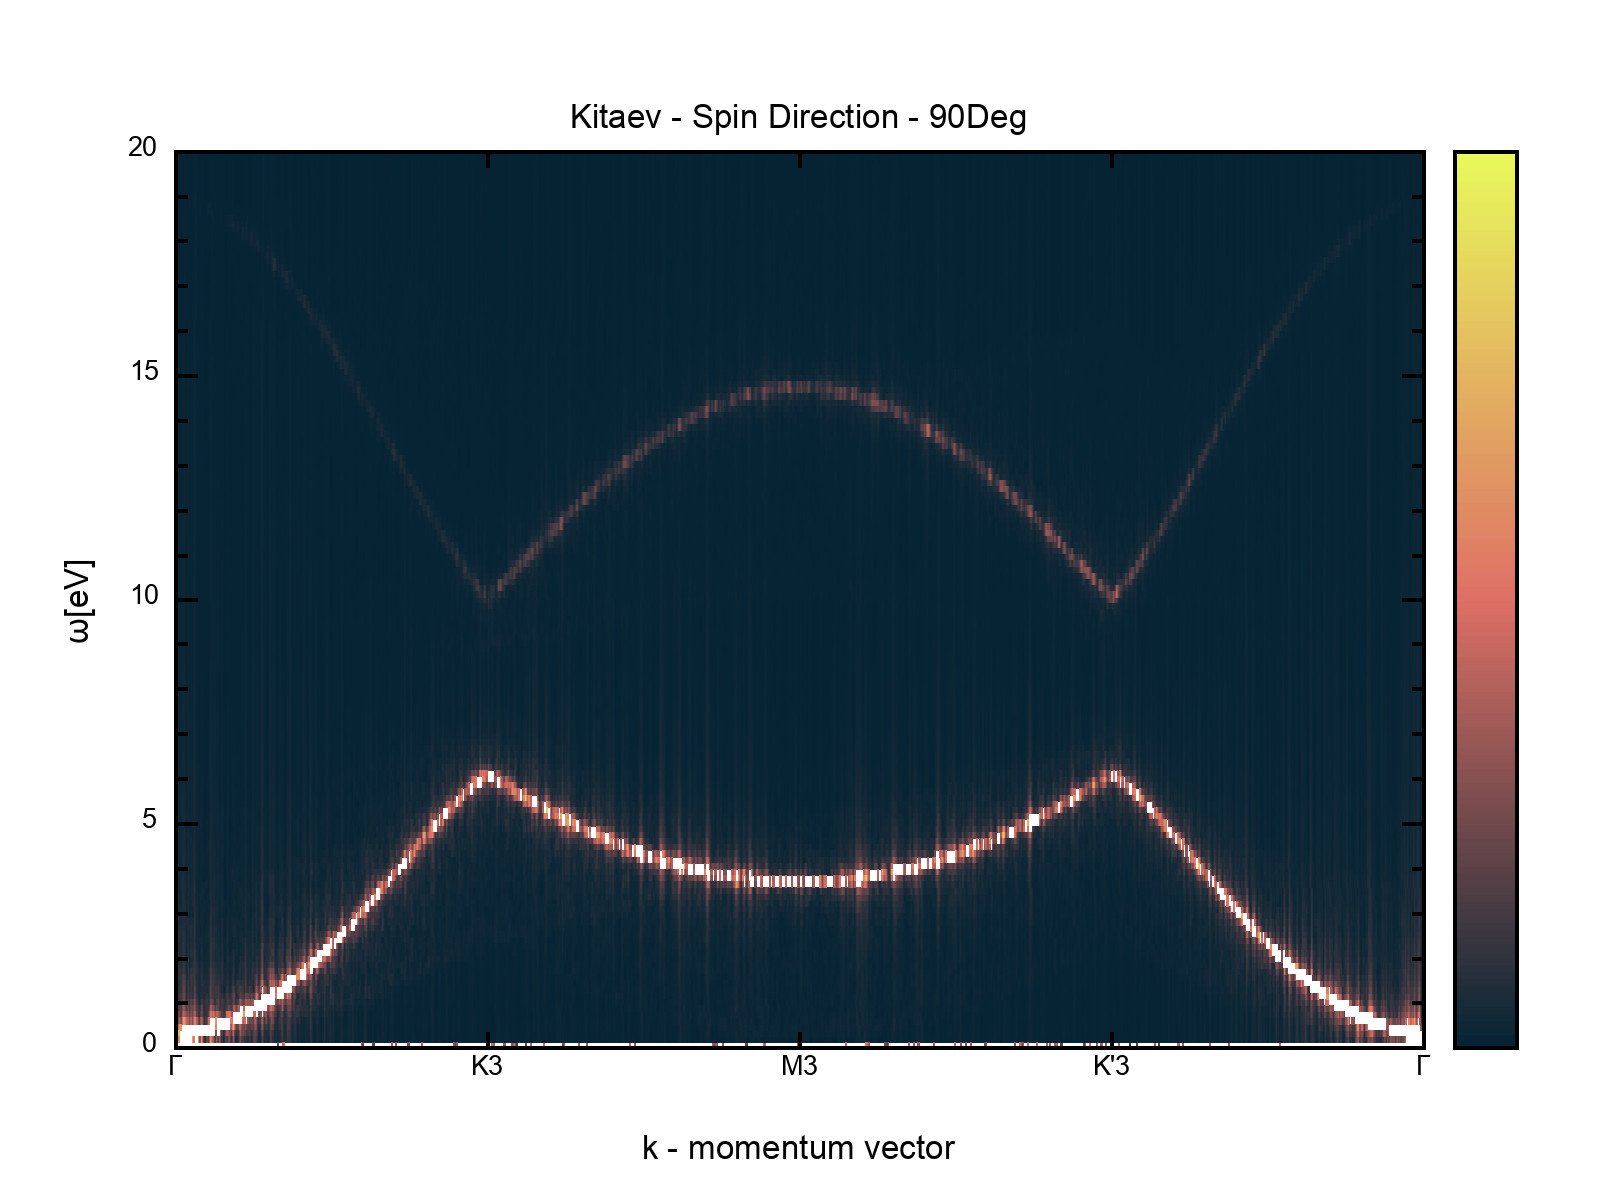 Kitaev - Spin Direction - 90Deg
20
15
10
5
0
ω[eV]
Γ K3 M3 K'3 Γ
k - momentum vector